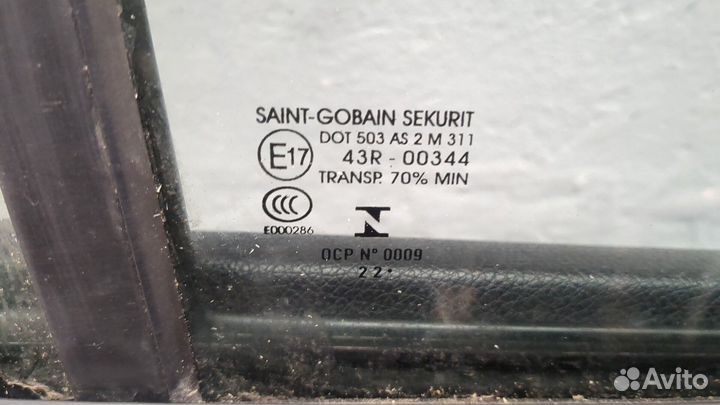 SAINT-GOBAIN SEKURIT
DOT 503 AS 2 M 311
E17 43R - 00344
TRANSP. 70% MIN
CCC
E000286
N
OCP N° 0009
2 2•
Avito